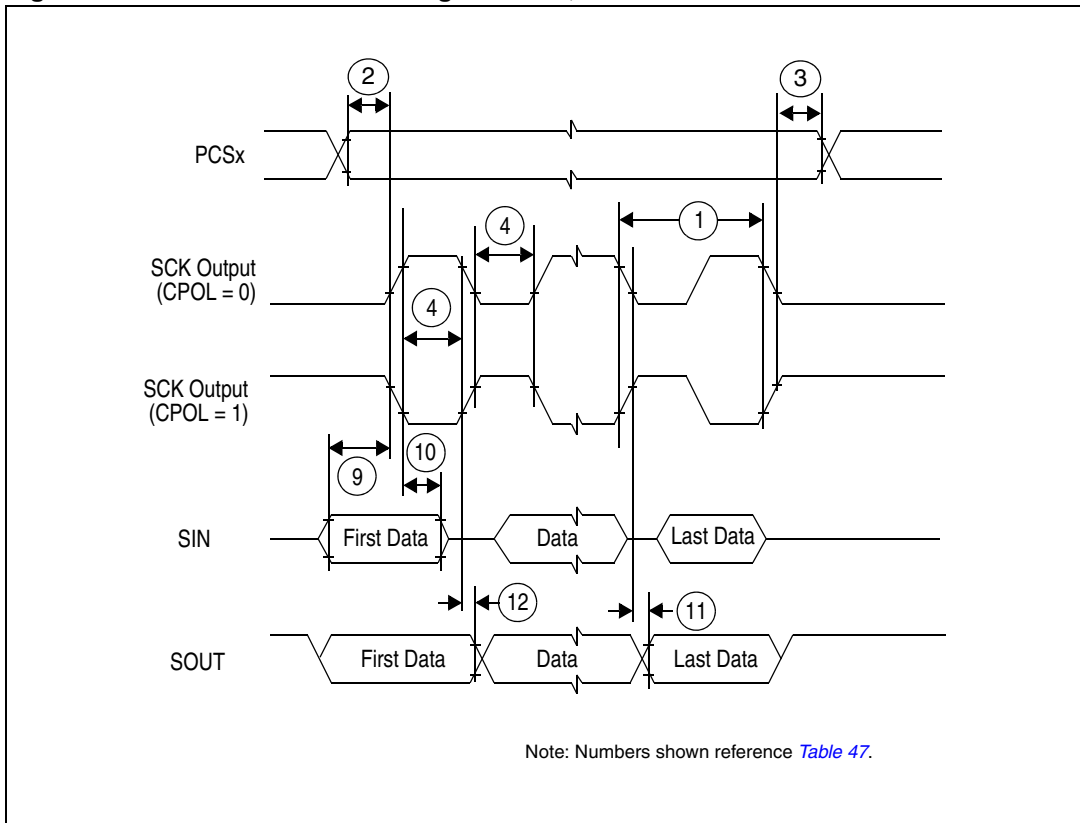 2
3
PCSx
4
1
SCK Output
(CPOL = 0)
4
SCK Output
(CPOL = 1)
10
9
SIN
First Data
Data
Last Data
12
11
SOUT
First Data
Data
Last Data
Note: Numbers shown reference Table 47.